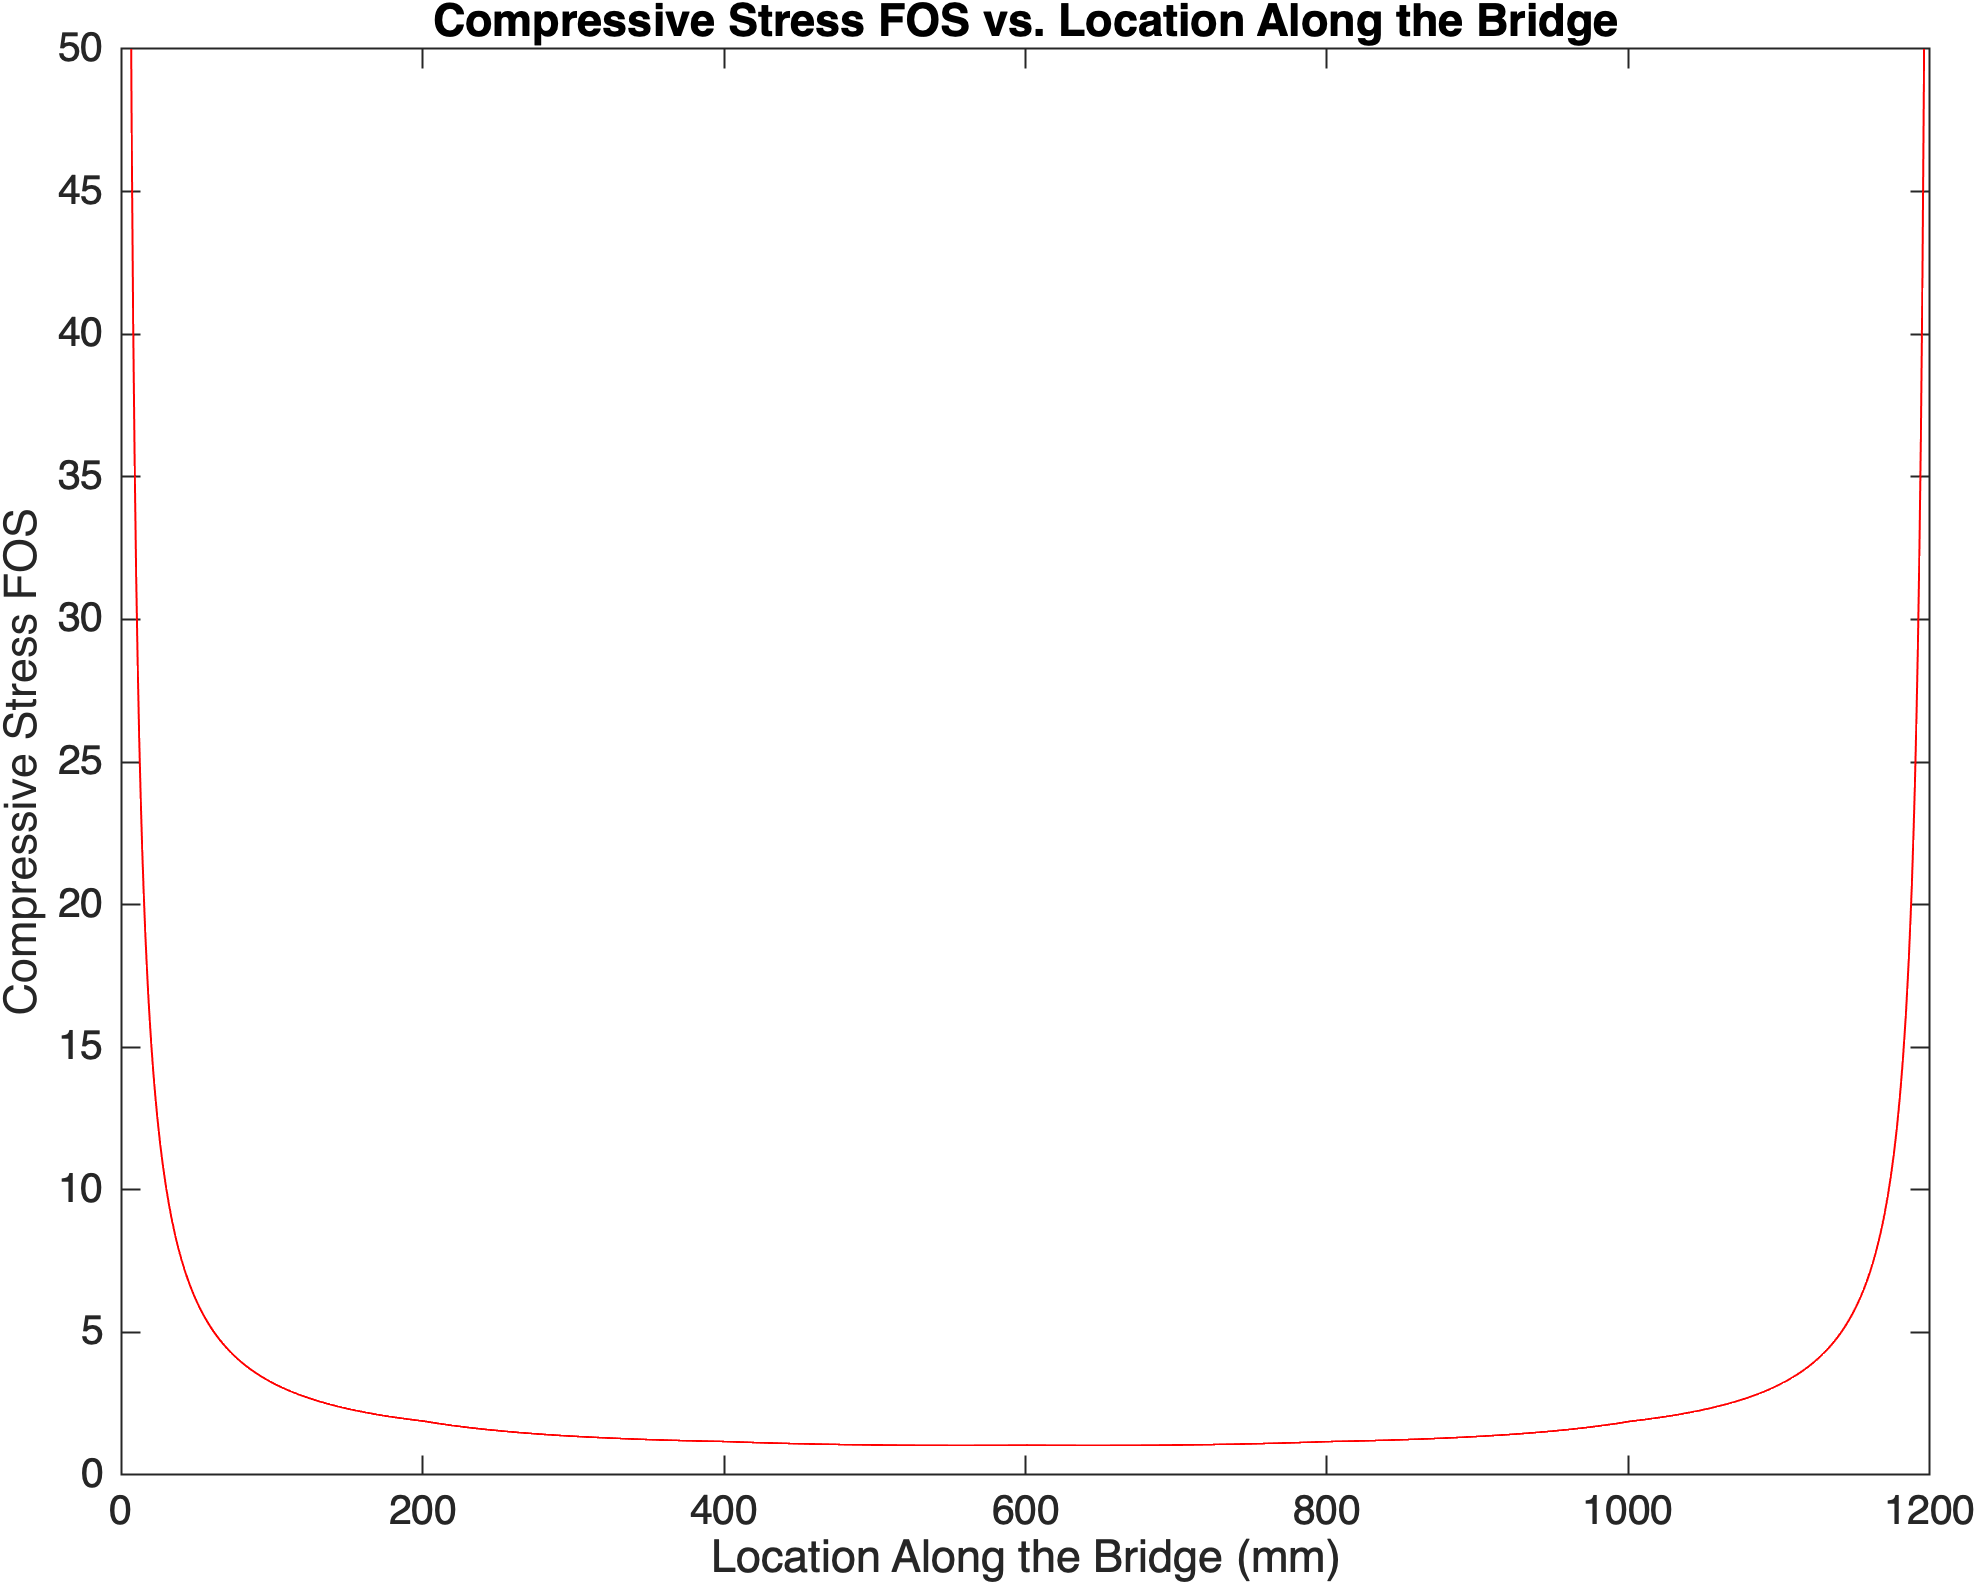 Compressive Stress FOS vs. Location Along the Bridge
50
45
40
35
30
25
20
15
10
5
0
Compressive Stress FOS
0 200 400 600 800 1000 1200
Location Along the Bridge (mm)